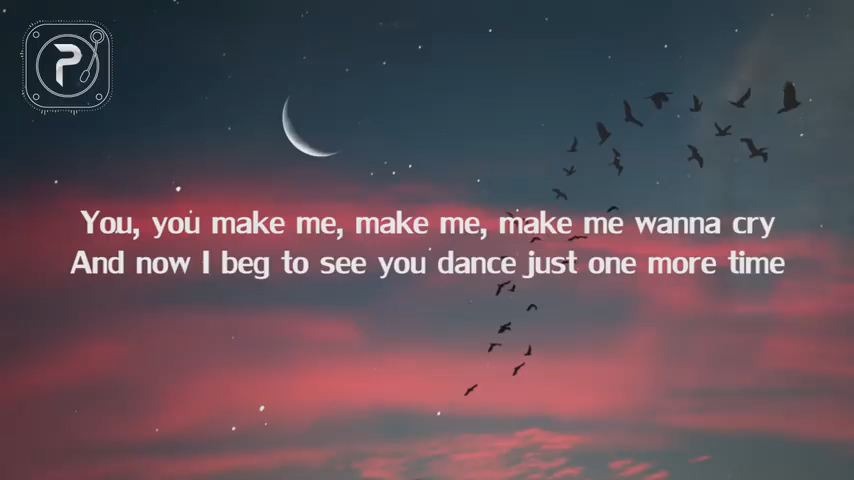 P
You, you make me, make me, make me wanna cry
And now I beg to see you dance just one more time